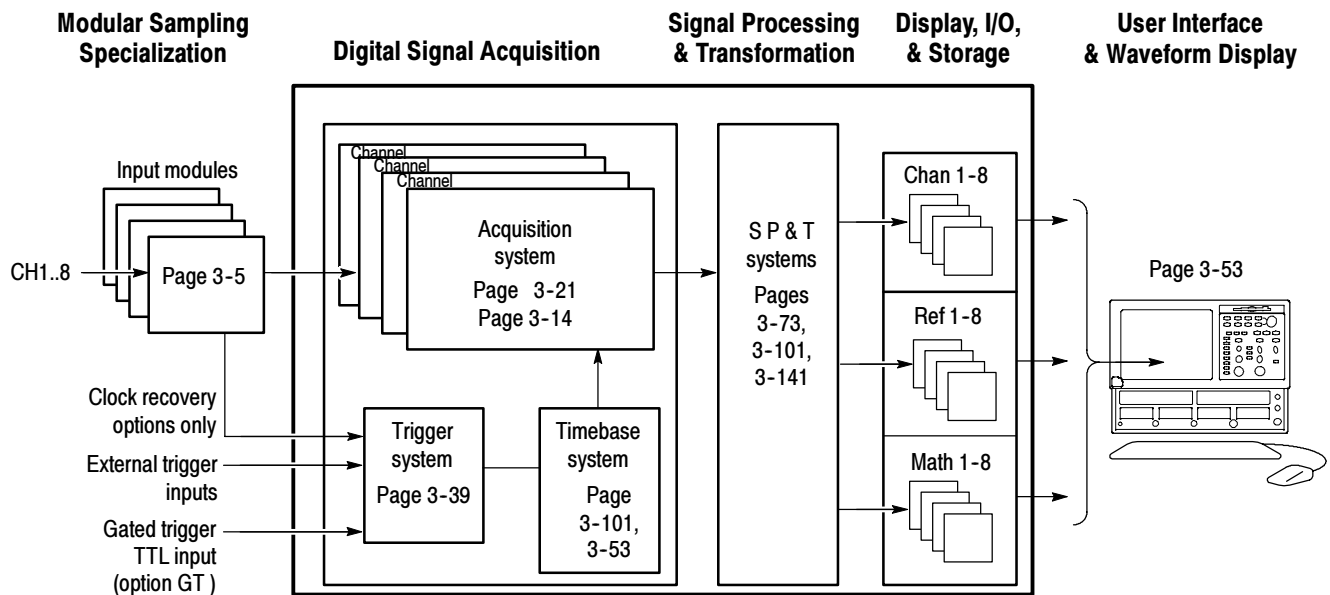 Modular Sampling
Specialization
Digital Signal Acquisition
Signal Processing
& Transformation
Display, I/O,
& Storage
User Interface
& Waveform Display
Input modules
CH1..8
Page 3-5
Channel
Channel
Channel
Acquisition
system
Page 3-21
Page 3-14
Clock recovery
options only
External trigger
inputs
Gated trigger
TTL input
(option GT )
Trigger
system
Page 3-39
Timebase
system
Page
3-101,
3-53
S P & T
systems
Pages
3-73,
3-101,
3-141
Chan 1-8
Ref 1-8
Math 1-8
Page 3-53